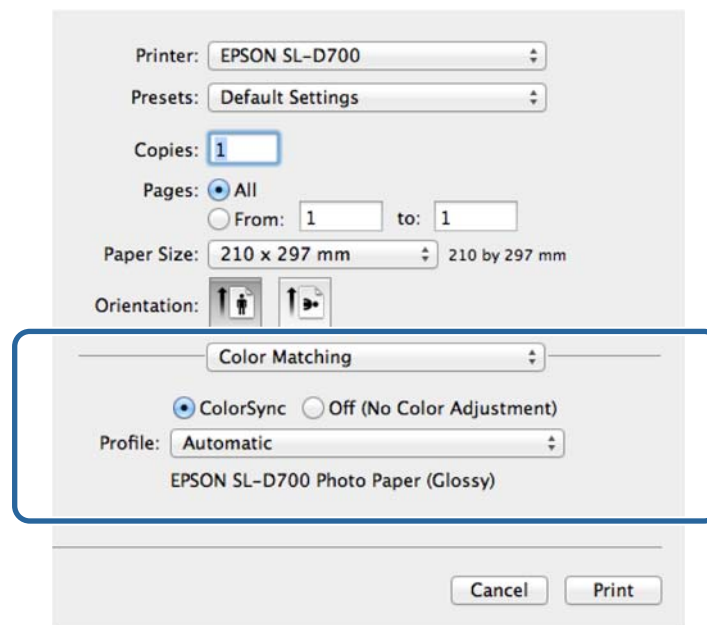 Printer: EPSON SL-D700
Presets: Default Settings
Copies: 1
Pages: All
From: 1 to: 1
Paper Size: 210 x 297 mm 210 by 297 mm
Orientation:
Color Matching
ColorSync Off (No Color Adjustment)
Profile: Automatic
EPSON SL-D700 Photo Paper (Glossy)
Cancel Print